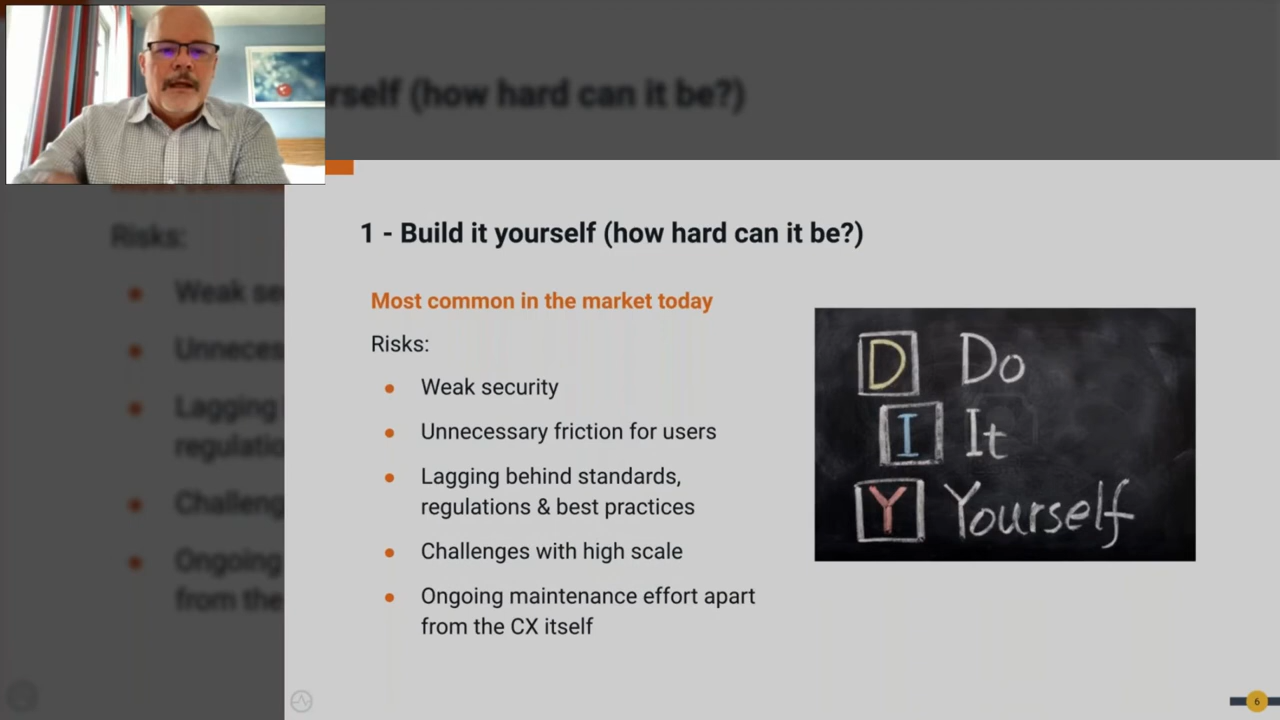 rself (how hard can it be?)
1 - Build it yourself (how hard can it be?)
Most common in the market today
Risks:
Weak security
Unnecessary friction for users
Lagging behind standards,
regulations & best practices
Challenges with high scale
Ongoing maintenance effort apart
from the CX itself
D Do
I It
Y Yourself
Risks:
Weak se
Unneces
Lagging
regulatio
Challeng
Ongoing
from the
6